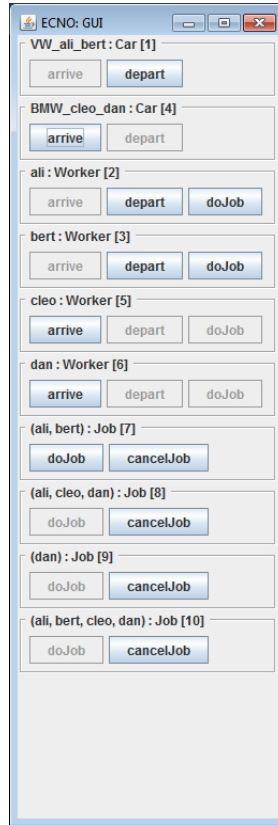 ECNO: GUI
VW_ali_bert : Car [1]
arrive depart
BMW_cleo_dan : Car [4]
arrive depart
ali : Worker [2]
arrive depart doJob
bert : Worker [3]
arrive depart doJob
cleo : Worker [5]
arrive depart doJob
dan : Worker [6]
arrive depart doJob
(ali, bert) : Job [7]
doJob cancelJob
(ali, cleo, dan) : Job [8]
doJob cancelJob
(dan) : Job [9]
doJob cancelJob
(ali, bert, cleo, dan) : Job [10]
doJob cancelJob